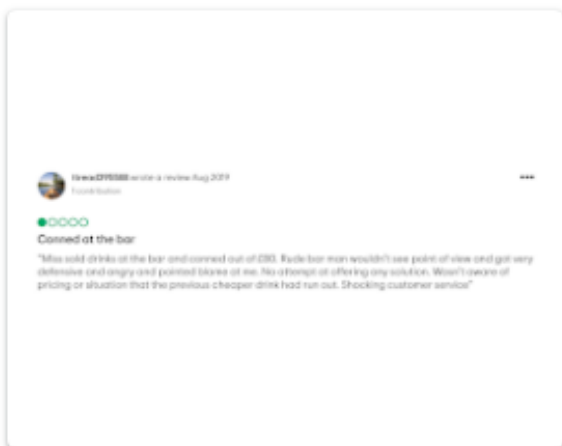 wrote a review Aug 2019
1 contribution
Conned at the bar
"Miss sold drinks at the bar and conned out of £80. Rude bar man wouldn't see point of view and got very
defensive and angry and pointed blame at me. No attempt at offering any solution. Wasn't aware of
pricing or situation that the previous cheaper drink had run out. Shocking customer service"